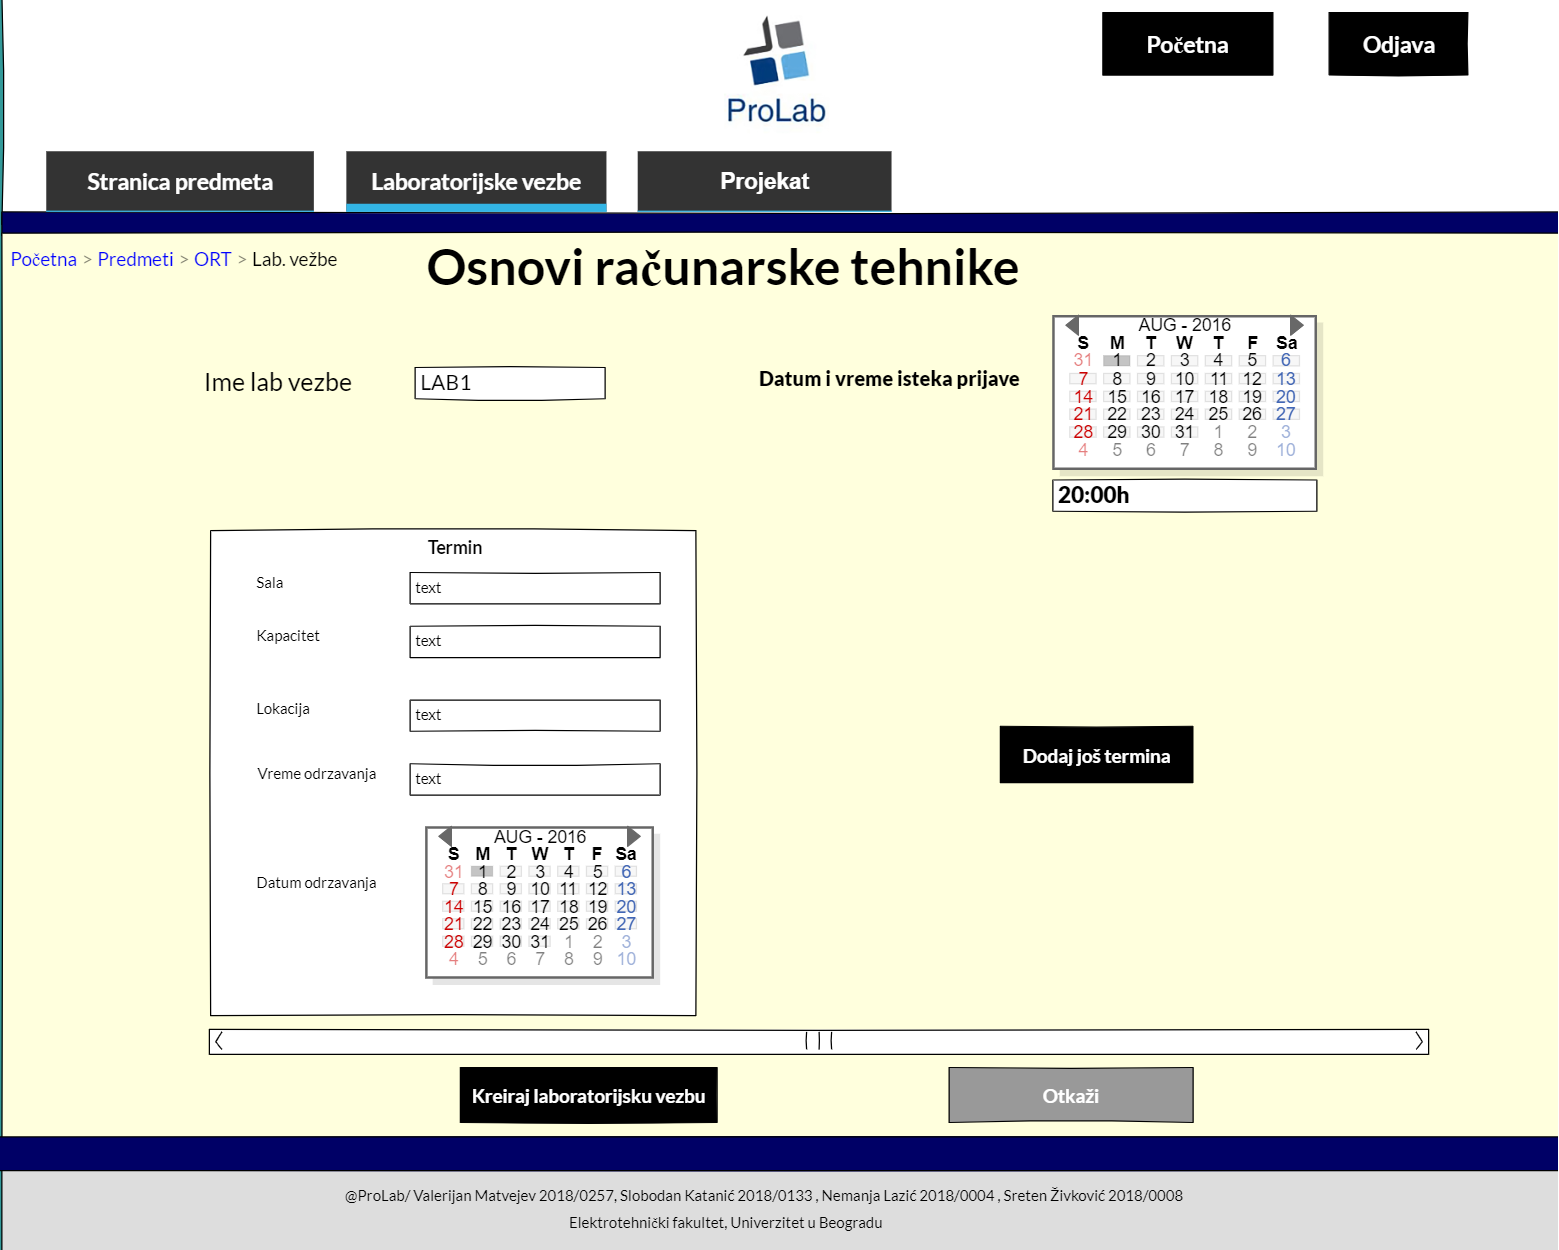 ProLab
Početna
Odjava
Stranica predmeta
Laboratorijske vezbe
Projekat
Početna > Predmeti > ORT > Lab. vežbe
Osnovi računarske tehnike
Ime lab vezbe
LAB1
Datum i vreme isteka prijave
AUG - 2016
S M T W T F Sa
31 1 2 3 4 5 6
7 8 9 10 11 12 13
14 15 16 17 18 19 20
21 22 23 24 25 26 27
28 29 30 31 1 2 3
4 5 6 7 8 9 10
20:00h
Termin
Sala
text
Kapacitet
text
Lokacija
text
Vreme odrzavanja
text
Datum odrzavanja
AUG - 2016
S M T W T F Sa
31 1 2 3 4 5 6
7 8 9 10 11 12 13
14 15 16 17 18 19 20
21 22 23 24 25 26 27
28 29 30 31 1 2 3
4 5 6 7 8 9 10
Dodaj još termina
Kreiraj laboratorijsku vezbu
Otkaži
@ProLab/ Valerijan Matvejev 2018/0257, Slobodan Katanić 2018/0133 , Nemanja Lazić 2018/0004 , Sreten Živković 2018/0008
Elektrotehnički fakultet, Univerzitet u Beogradu